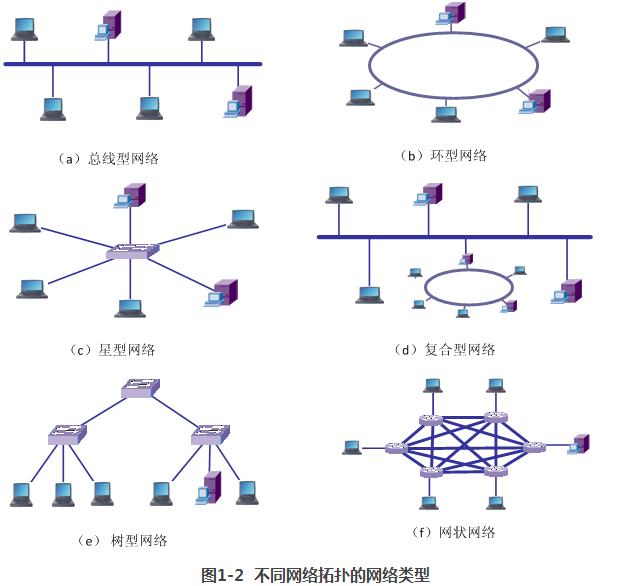 （a）总线型网络
（b）环型网络
（c）星型网络
（d）复合型网络
（e） 树型网络
（f）网状网络
图1-2 不同网络拓扑的网络类型